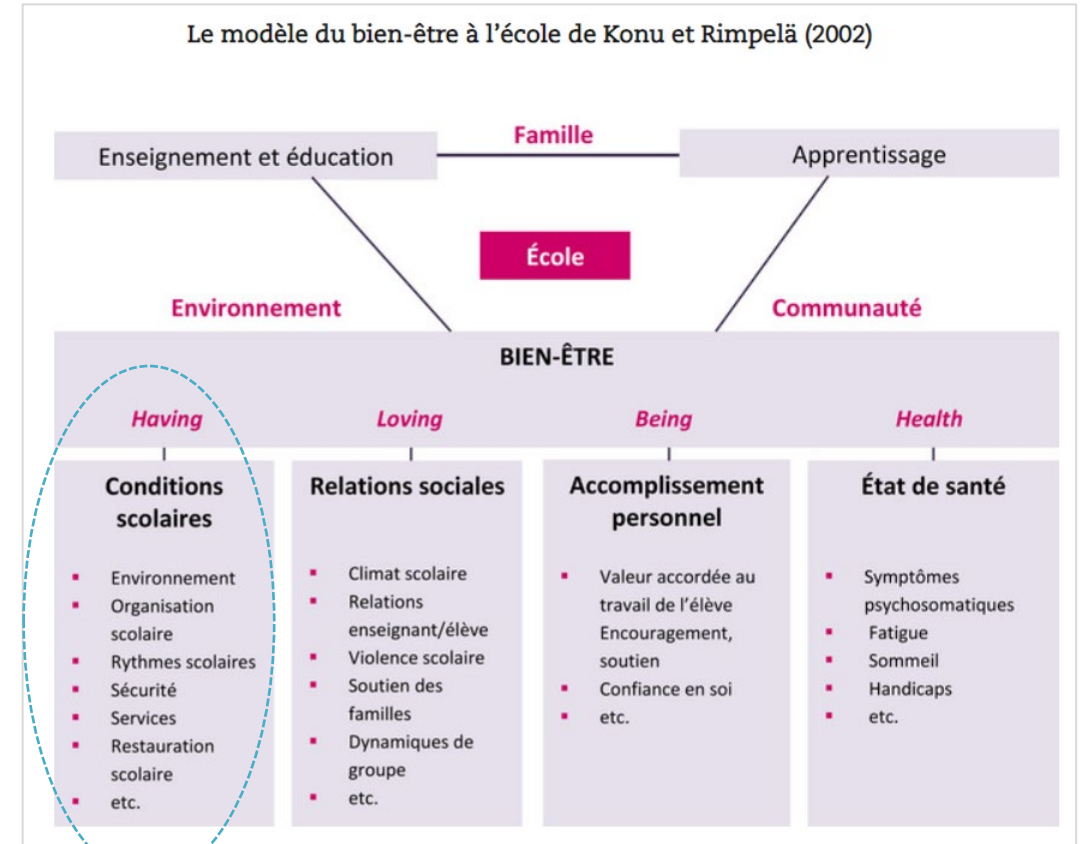 Le modèle du bien-être à l'école de Konu et Rimpelä (2002)
Famille
Enseignement et éducation
Apprentissage
École
Environnement
Communauté
BIEN-ÊTRE
Having
Loving
Being
Health
Conditions
scolaires
▪ Environnement
▪ Organisation
scolaire
▪ Rythmes scolaires
▪ Sécurité
▪ Services
▪ Restauration
scolaire
▪ etc.
Relations sociales
▪ Climat scolaire
▪ Relations
enseignant/élève
▪ Violence scolaire
▪ Soutien des
familles
▪ Dynamiques de
groupe
▪ etc.
Accomplissement
personnel
▪ Valeur accordée au
travail de l'élève
Encouragement,
soutien
▪ Confiance en soi
▪ etc.
État de santé
▪ Symptômes
psychosomatiques
▪ Fatigue
▪ Sommeil
▪ Handicaps
▪ etc.